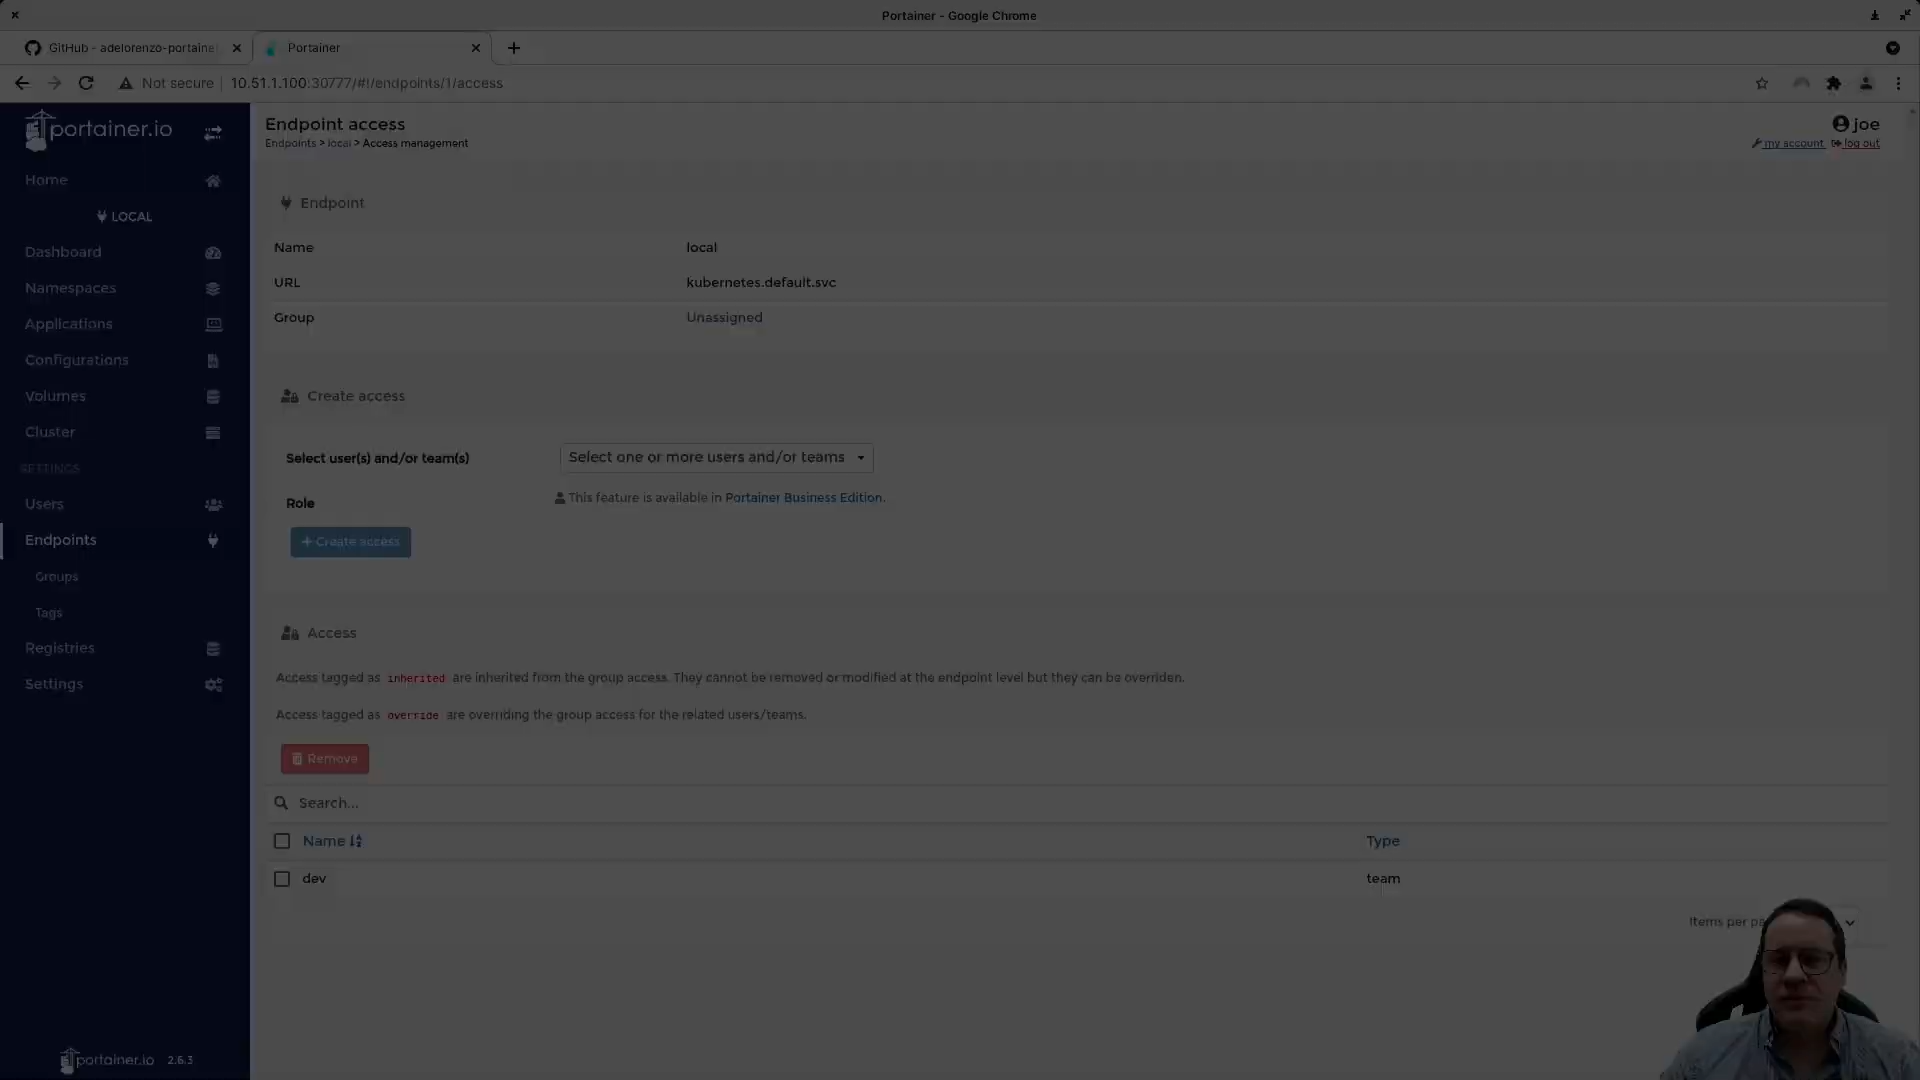 Portainer - Google Chrome
GitHub - adelorenzo-portaine
Portainer
Not secure
10.51.1.100:30777/#!/endpoints/1/access
portainer.io
Endpoint access
Endpoints > local > Access management
joe
my account
log out
Home
LOCAL
Dashboard
Namespaces
Applications
Configurations
Volumes
Cluster
SETTINGS
Users
Endpoints
Groups
Tags
Registries
Settings
portainer.io 2.6.3
Endpoint
Name local
URL kubernetes.default.svc
Group Unassigned
Create access
Select user(s) and/or team(s) Select one or more users and/or teams
Role This feature is available in Portainer Business Edition.
+ Create access
Access
Access tagged as inherited are inherited from the group access. They cannot be removed or modified at the endpoint level but they can be overriden.
Access tagged as override are overriding the group access for the related users/teams.
Remove
Search...
Name Type
dev team
Items per